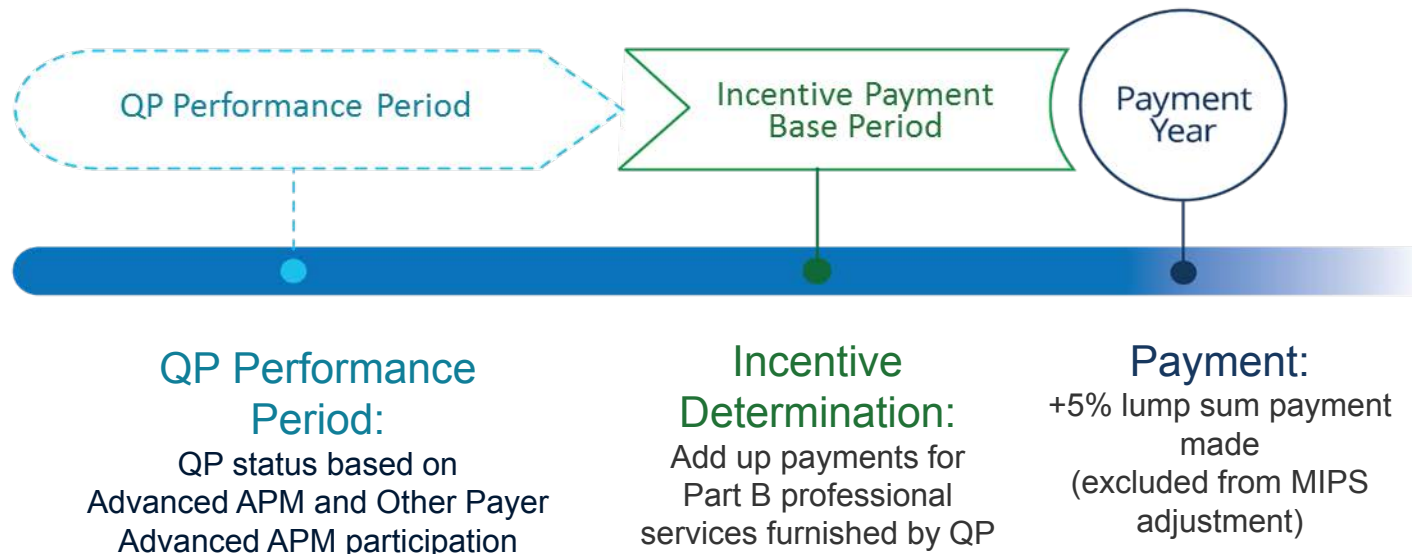 QP Performance Period
Incentive Payment
Base Period
Payment
Year
QP Performance
Period:
QP status based on
Advanced APM and Other Payer
Advanced APM participation
Incentive
Determination:
Add up payments for
Part B professional
services furnished by QP
Payment:
+5% lump sum payment
made
(excluded from MIPS
adjustment)